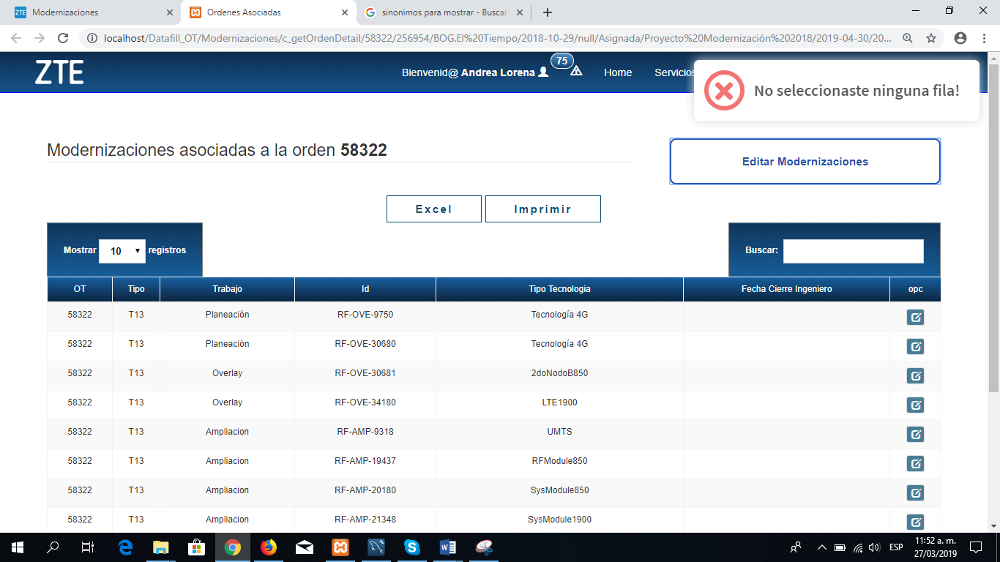 ZTE Modernizaciones
Ordenes Asociadas
sinonimos para mostrar - Buscar
localhost/Datafill_OT/Modernizaciones/c_getOrdenDetail/58322/256954/BOG.El%20Tiempo/2018-10-29/null/Asignada/Proyecto%20Modernización%202018/2019-04-30/20...
ZTE
Bienvenid@ Andrea Lorena
75
Home
Servicios
No seleccionaste ninguna fila!
Modernizaciones asociadas a la orden 58322
Editar Modernizaciones
Excel
Imprimir
Mostrar 10 registros
Buscar:
OT Tipo Trabajo Id Tipo Tecnologia Fecha Cierre Ingeniero opc
58322 T13 Planeación RF-OVE-9750 Tecnología 4G
58322 T13 Planeación RF-OVE-30680 Tecnología 4G
58322 T13 Overlay RF-OVE-30681 2doNodoB850
58322 T13 Overlay RF-OVE-34180 LTE1900
58322 T13 Ampliacion RF-AMP-9318 UMTS
58322 T13 Ampliacion RF-AMP-19437 RFModule850
58322 T13 Ampliacion RF-AMP-20180 SysModule850
58322 T13 Ampliacion RF-AMP-21348 SysModule1900
ESP
11:52 a. m.
27/03/2019